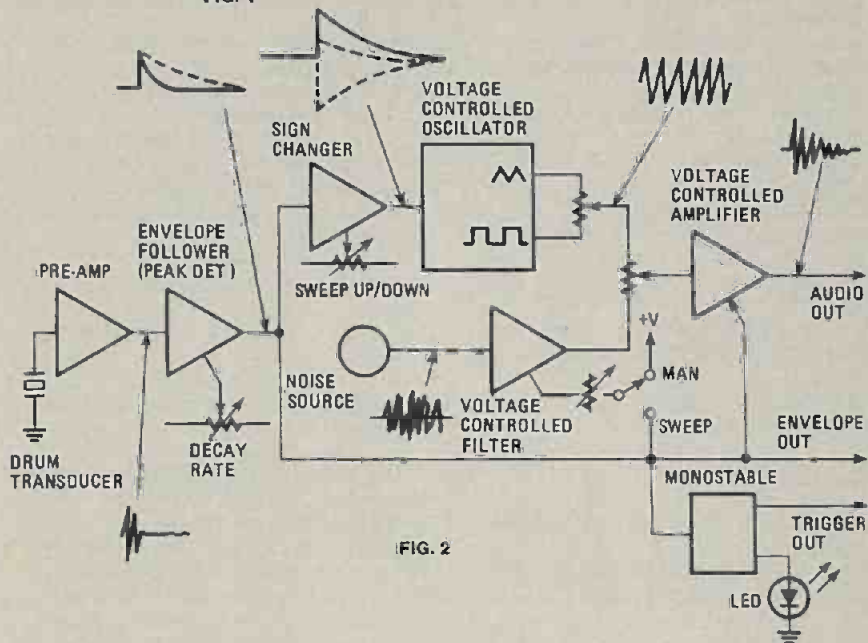 VOLTAGE
CONTROLLED
OSCILLATOR
SIGN
CHANGER
VOLTAGE
CONTROLLED
AMPLIFIER
ENVELOPE
FOLLOWER
(PEAK DET)
PRE-AMP
SWEEP UP/DOWN
AUDIO
OUT
+V
MAN
NOISE
SOURCE
VOLTAGE
CONTROLLED
FILTER
SWEEP
ENVELOPE
OUT
DECAY
RATE
DRUM
TRANSDUCER
MONOSTABLE
TRIGGER
OUT
FIG. 2
LED